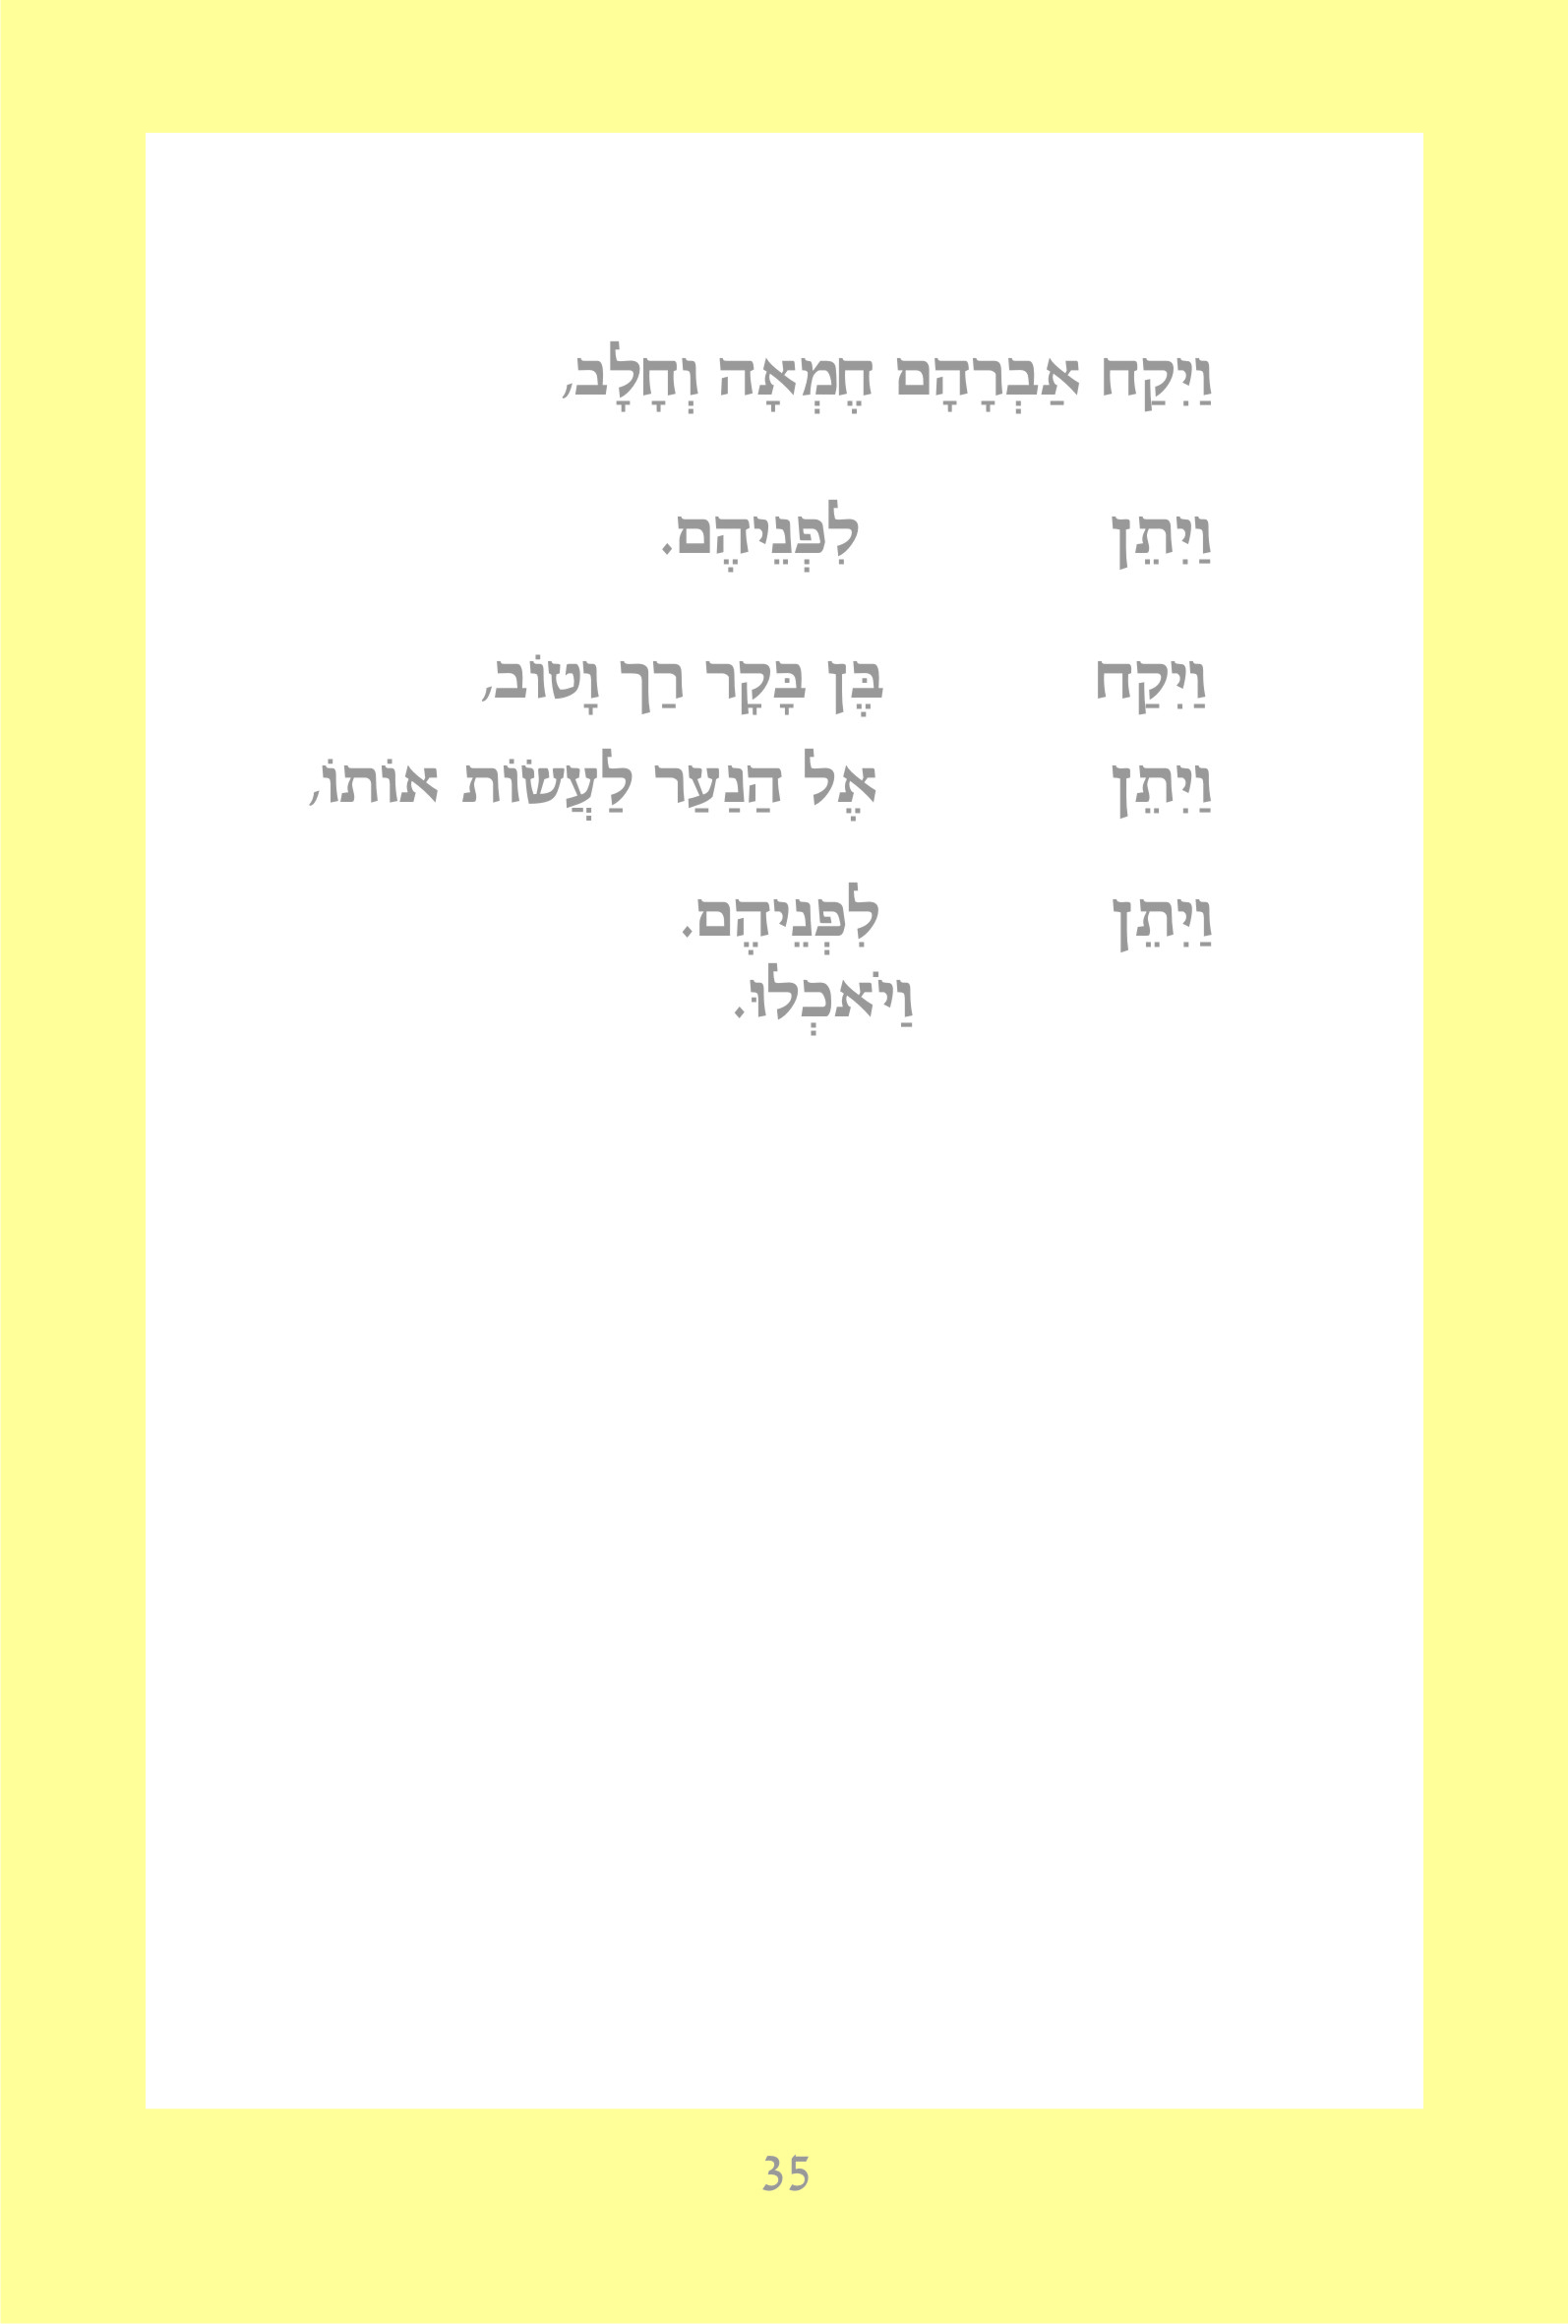 וַיִקַח אַבְרָדָם חֶמְאָה וְחָלָב,
וַיִתֵן לִפְּנֵיהֶם.
וַיִקַח בֶּן בָּקָר רַך וָטוֹב,
וַיִתֵן אֶל הַנַעַר לַעֲשׂוֹת אוֹתוֹ,
וַיִתֵן לִפְּנֵיהֶם.
וַיֹאכְלוּ.
35